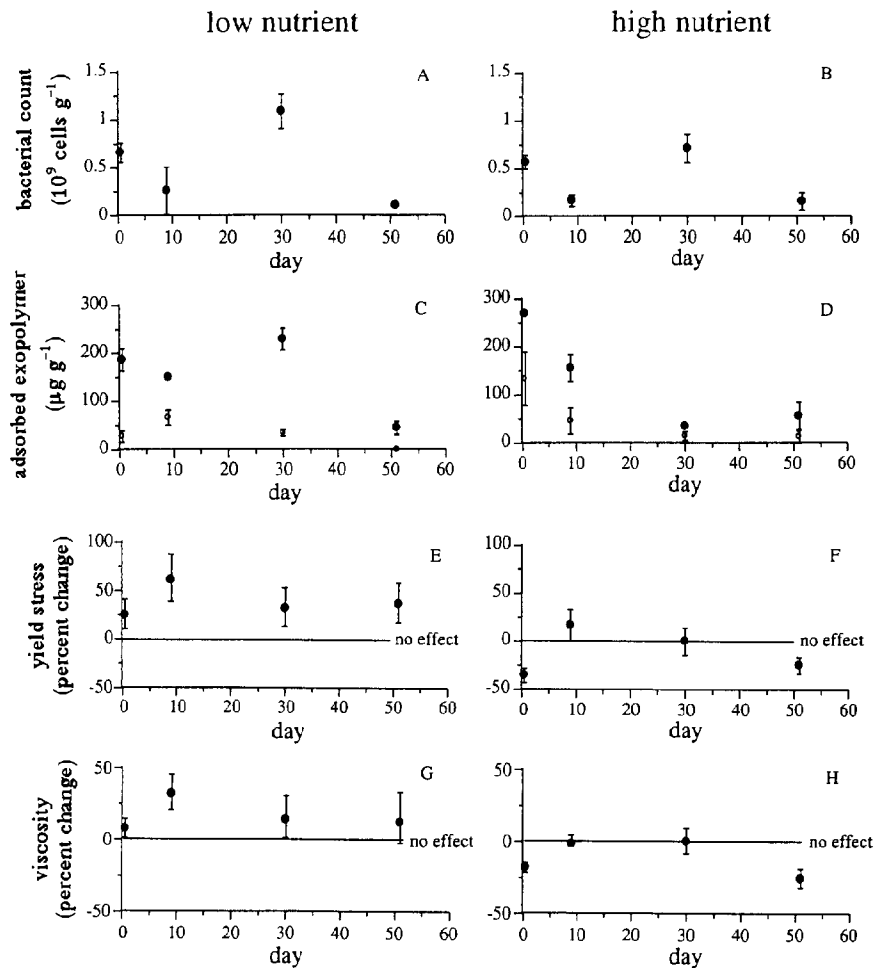 low nutrient
high nutrient
bacterial count
(10⁹ cells g⁻¹)
1.5
1
0.5
0
A
0 10 20 30 40 50 60
day
1.5
1
0.5
0
B
0 10 20 30 40 50 60
day
adsorbed exopolymer
(μg g⁻¹)
300
200
100
0
C
0 10 20 30 40 50 60
day
300
200
100
0
D
0 10 20 30 40 50 60
day
yield stress
(percent change)
100
50
0
-50
E
no effect
0 10 20 30 40 50 60
day
100
50
0
-50
F
no effect
0 10 20 30 40 50 60
day
viscosity
(percent change)
50
0
-50
G
no effect
0 10 20 30 40 50 60
day
50
0
-50
H
no effect
0 10 20 30 40 50 60
day